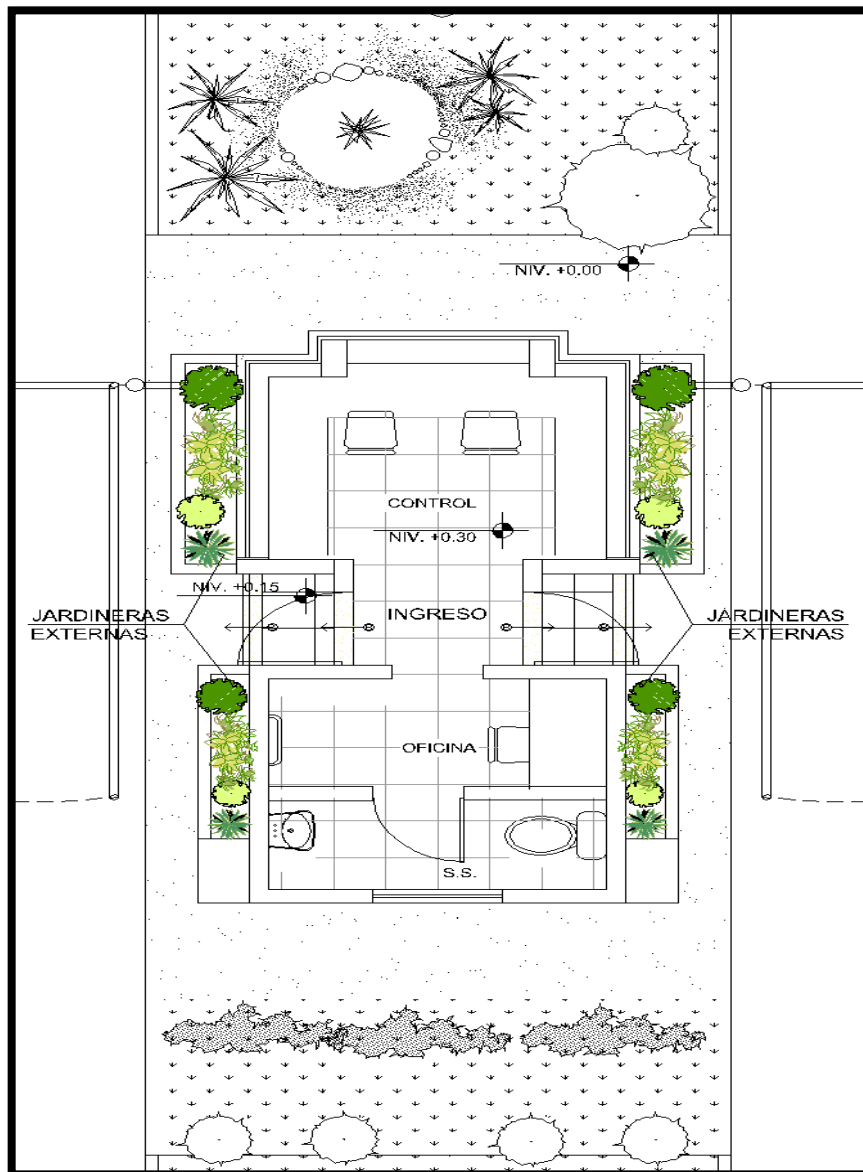 NIV. +0.00
CONTROL
NIV. +0.30
NIV. +0.15
JARDINERAS
EXTERNAS
INGRESO
JARDINERAS
EXTERNAS
OFICINA
S.S.